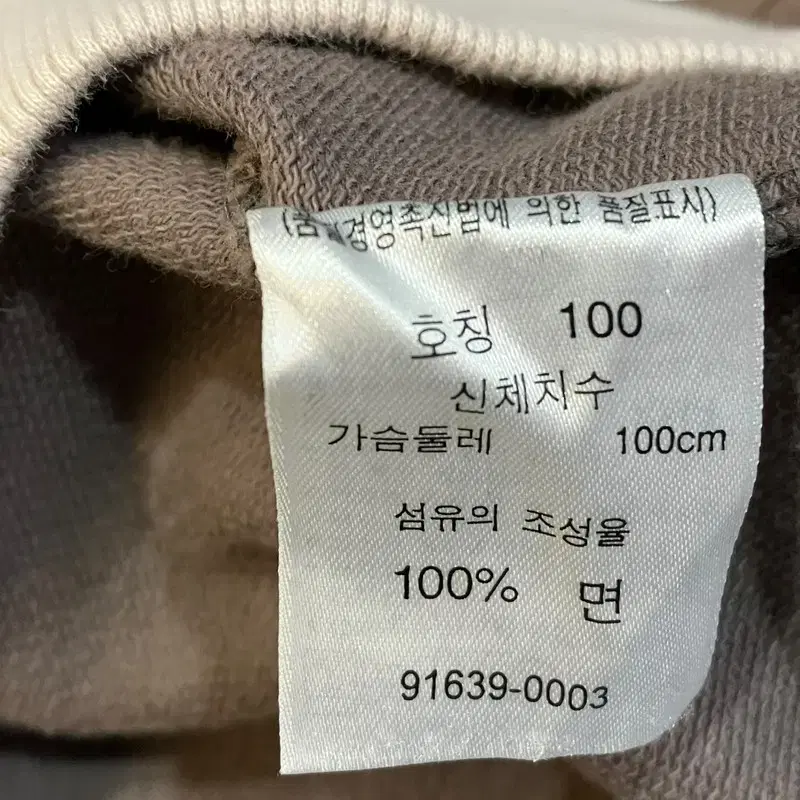 (품 경영촉진법에 의한 품질표시)
호칭 100
신체치수
가슴둘레 100cm
섬유의 조성율
100% 면
91639-0003